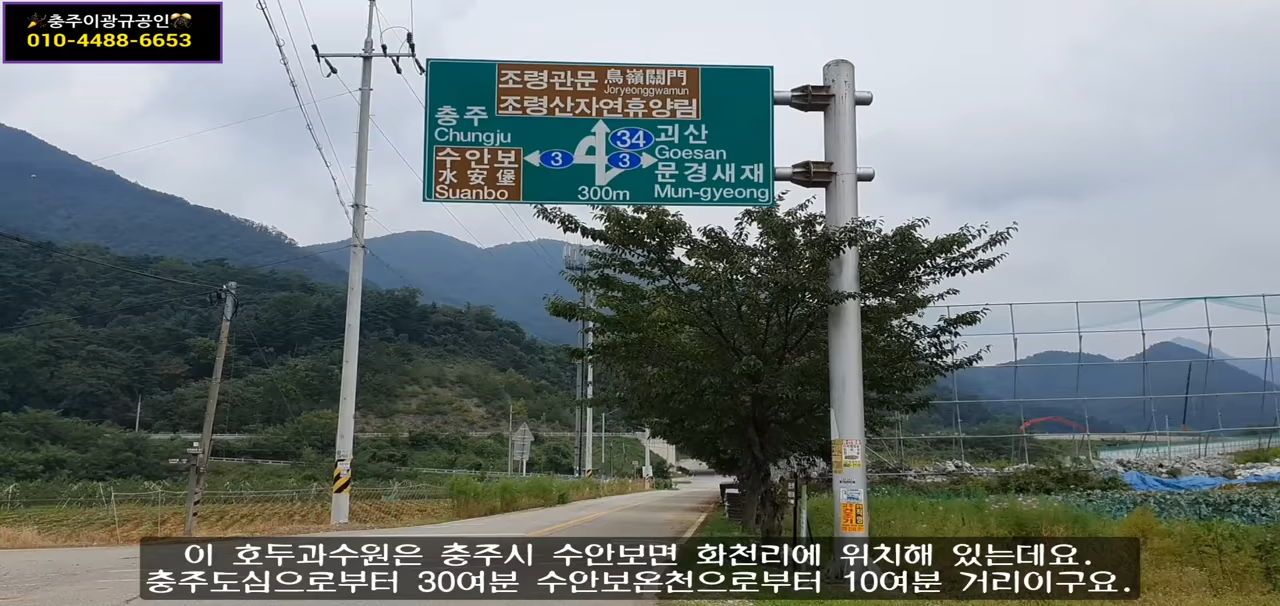 충주이광규공인
010-4488-6653
조령관문 鳥嶺關門
Joryeonggwamun
조령산자연휴양림
충주
Chungju
수안보
水安堡
Suanbo
3
34
3
300m
괴산
Goesan
문경새재
Mun-gyeong
이 호두과수원은 충주시 수안보면 화천리에 위치해 있는데요.
충주도심으로부터 30여분 수안보온천으로부터 10여분 거리이구요.